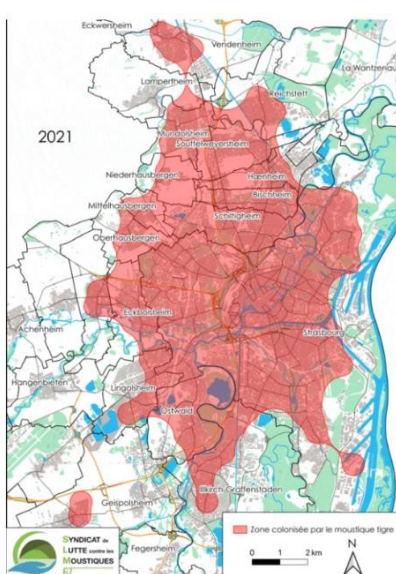 Eckwersheim
Vendenheim
La Wantzenau
Lampertheim
Reichstett
2021
Mundolsheim
Souffelweyersheim
Niederhausbergen
Hœnheim
Bischheim
Mittelhausbergen
Schiltigheim
Oberhausbergen
Eckbolsheim
Strasbourg
Achenheim
Hangenbieten
Lingolsheim
Ostwald
Illkirch-Graffenstaden
Geispolsheim
Fegersheim
Zone colonisée par le moustique tigre
0 1 2 km
N
SYNDICAT de
LUTTE contre les
MOUSTIQUES
67